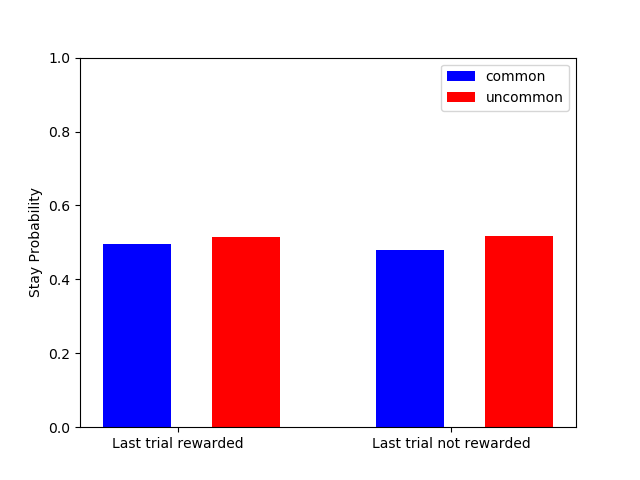 1.0
0.8
0.6
0.4
0.2
0.0
Stay Probability
common
uncommon
Last trial rewarded
Last trial not rewarded